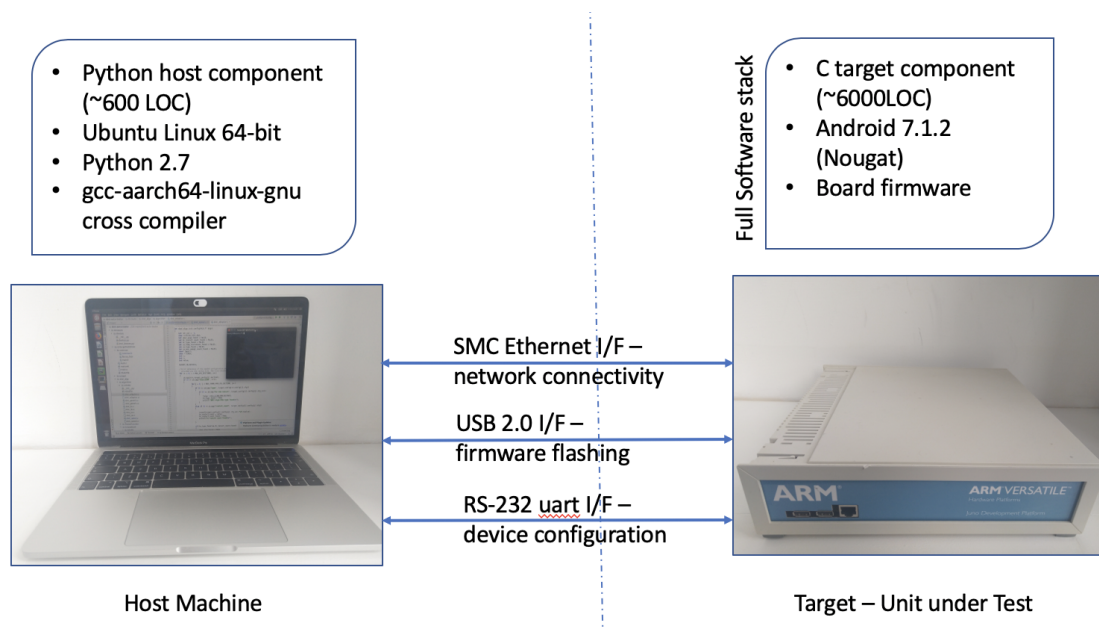 • Python host component
(~600 LOC)
• Ubuntu Linux 64-bit
• Python 2.7
• gcc-aarch64-linux-gnu
cross compiler
Full Software stack
• C target component
(~6000LOC)
• Android 7.1.2
(Nougat)
• Board firmware
SMC Ethernet I/F –
network connectivity
USB 2.0 I/F –
firmware flashing
RS-232 uart I/F –
device configuration
ARM®
ARM VERSATILE™
Host Machine
Target – Unit under Test